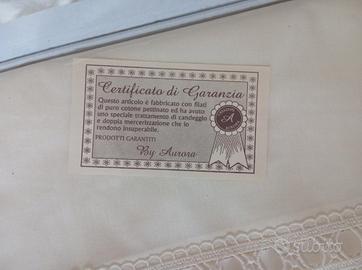 Certificato di Garanzia
Questo articolo è fabbricato con filati
di puro cotone pettinato ed ha avuto
uno speciale trattamento di candeggio
e doppia mercerizzazione che lo
rendono insuperabile.
PRODOTTI GARANTITI
By Aurora
A
subito